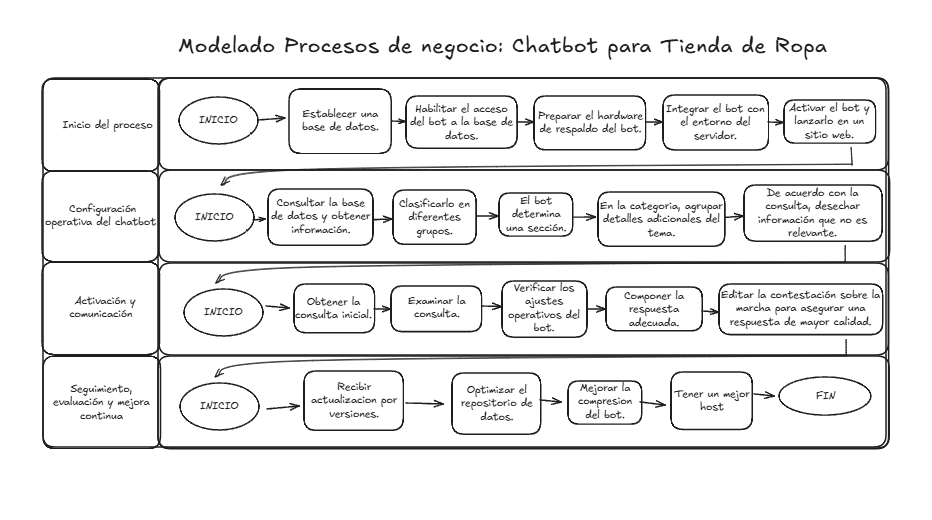 Modelado Procesos de negocio: Chatbot para Tienda de Ropa
Inicio del proceso
INICIO
Establecer una
base de datos.
Habilitar el acceso
del bot a la base de
datos.
Preparar el hardware
de respaldo del bot.
Integrar el bot con
el entorno del
servidor.
Activar el bot y
lanzarlo en un
sitio web.
Configuración
operativa del chatbot
INICIO
Consultar la base
de datos y obtener
información.
Clasificarlo en
diferentes
grupos.
El bot
determina
una sección.
En la categoria, agrupar
detalles adicionales del
tema.
De acuerdo con la
consulta, desechar
información que no es
relevante.
Activación y
comunicación
INICIO
Obtener la
consulta inicial.
Examinar la
consulta.
Verificar los
ajustes
operativos del
bot.
Componer la
respuesta
adecuada.
Editar la contestación sobre la
marcha para asegurar una
respuesta de mayor calidad.
Seguimiento,
evaluación y mejora
continua
INICIO
Recibir
actualizacion por
versiones.
Optimizar el
repositorio de
datos.
Mejorar la
compresion
del bot.
Tener un mejor
host
FIN